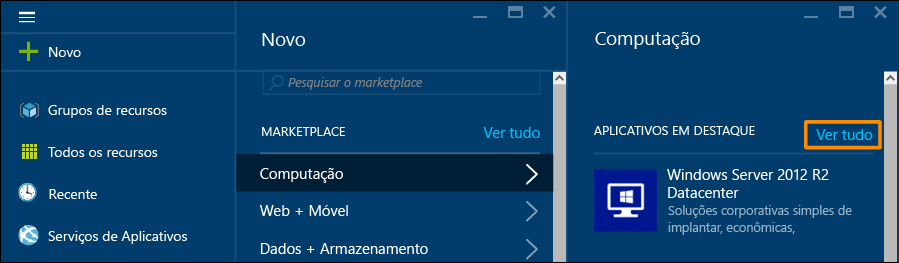 Novo
Grupos de recursos
Todos os recursos
Recente
Serviços de Aplicativos
Novo
Pesquisar o marketplace
MARKETPLACE Ver tudo
Computação
Web + Móvel
Dados + Armazenamento
Computação
APLICATIVOS EM DESTAQUE Ver tudo
Windows Server 2012 R2
Datacenter
Soluções corporativas simples de
implantar, econômicas,